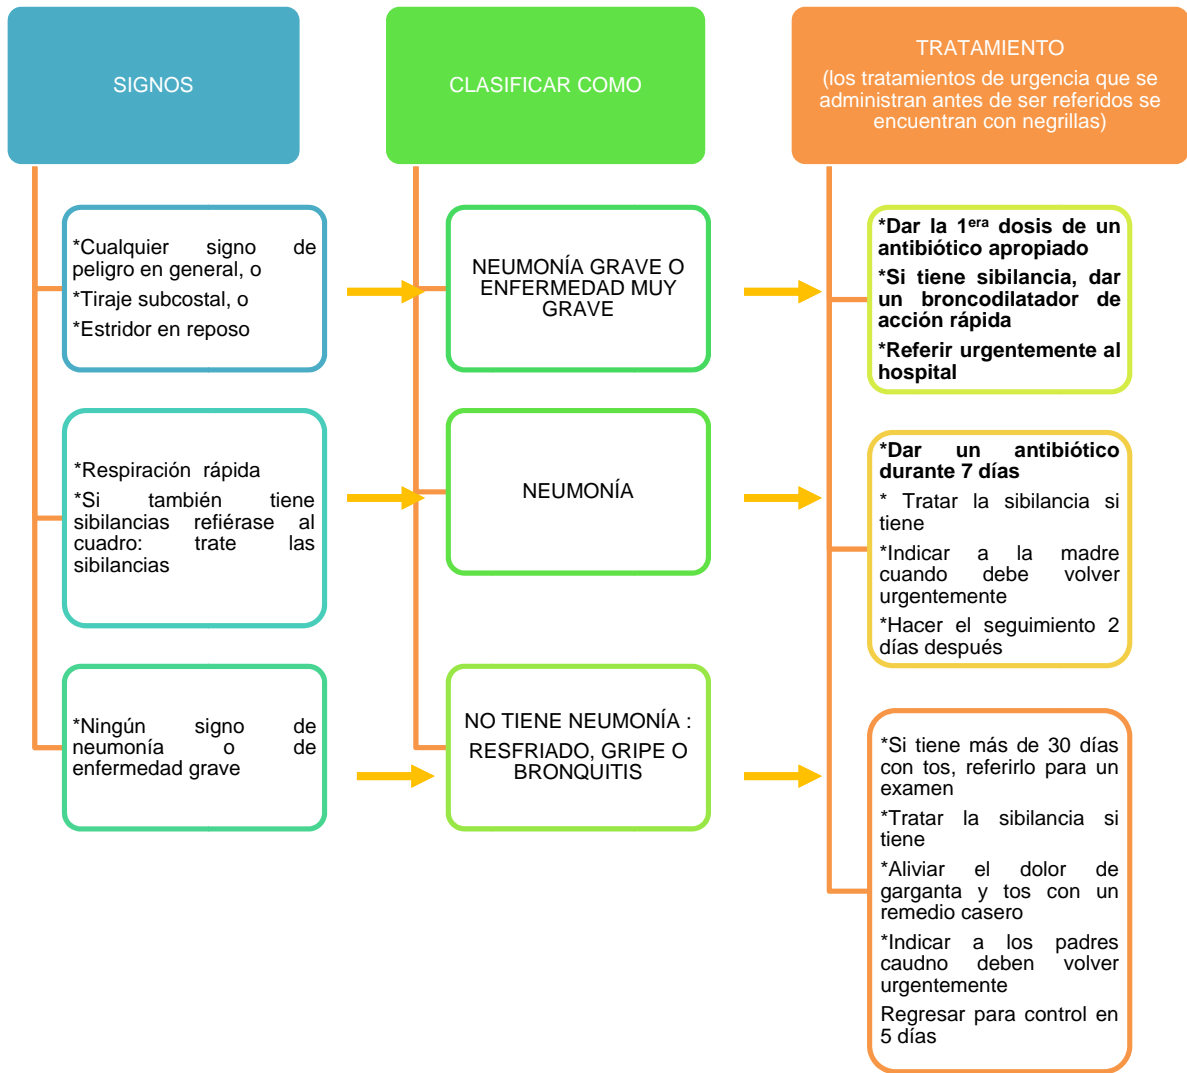 SIGNOS
CLASIFICAR COMO
TRATAMIENTO
(los tratamientos de urgencia que se
administran antes de ser referidos se
encuentran con negrillas)
*Cualquier signo de
peligro en general, o
*Tiraje subcostal, o
*Estridor en reposo
NEUMONÍA GRAVE O
ENFERMEDAD MUY
GRAVE
*Dar la 1era dosis de un
antibiótico apropiado
*Si tiene sibilancia, dar
un broncodilatador de
acción rápida
*Referir urgentemente al
hospital
*Respiración rápida
*Si también tiene
sibilancias refiérase al
cuadro: trate las
sibilancias
NEUMONÍA
*Dar un antibiótico
durante 7 días
* Tratar la sibilancia si
tiene
*Indicar a la madre
cuando debe volver
urgentemente
*Hacer el seguimiento 2
días después
*Ningún signo de
neumonía o de
enfermedad grave
NO TIENE NEUMONÍA :
RESFRIADO, GRIPE O
BRONQUITIS
*Si tiene más de 30 días
con tos, referirlo para un
examen
*Tratar la sibilancia si
tiene
*Aliviar el dolor de
garganta y tos con un
remedio casero
*Indicar a los padres
caudno deben volver
urgentemente
Regresar para control en
5 días